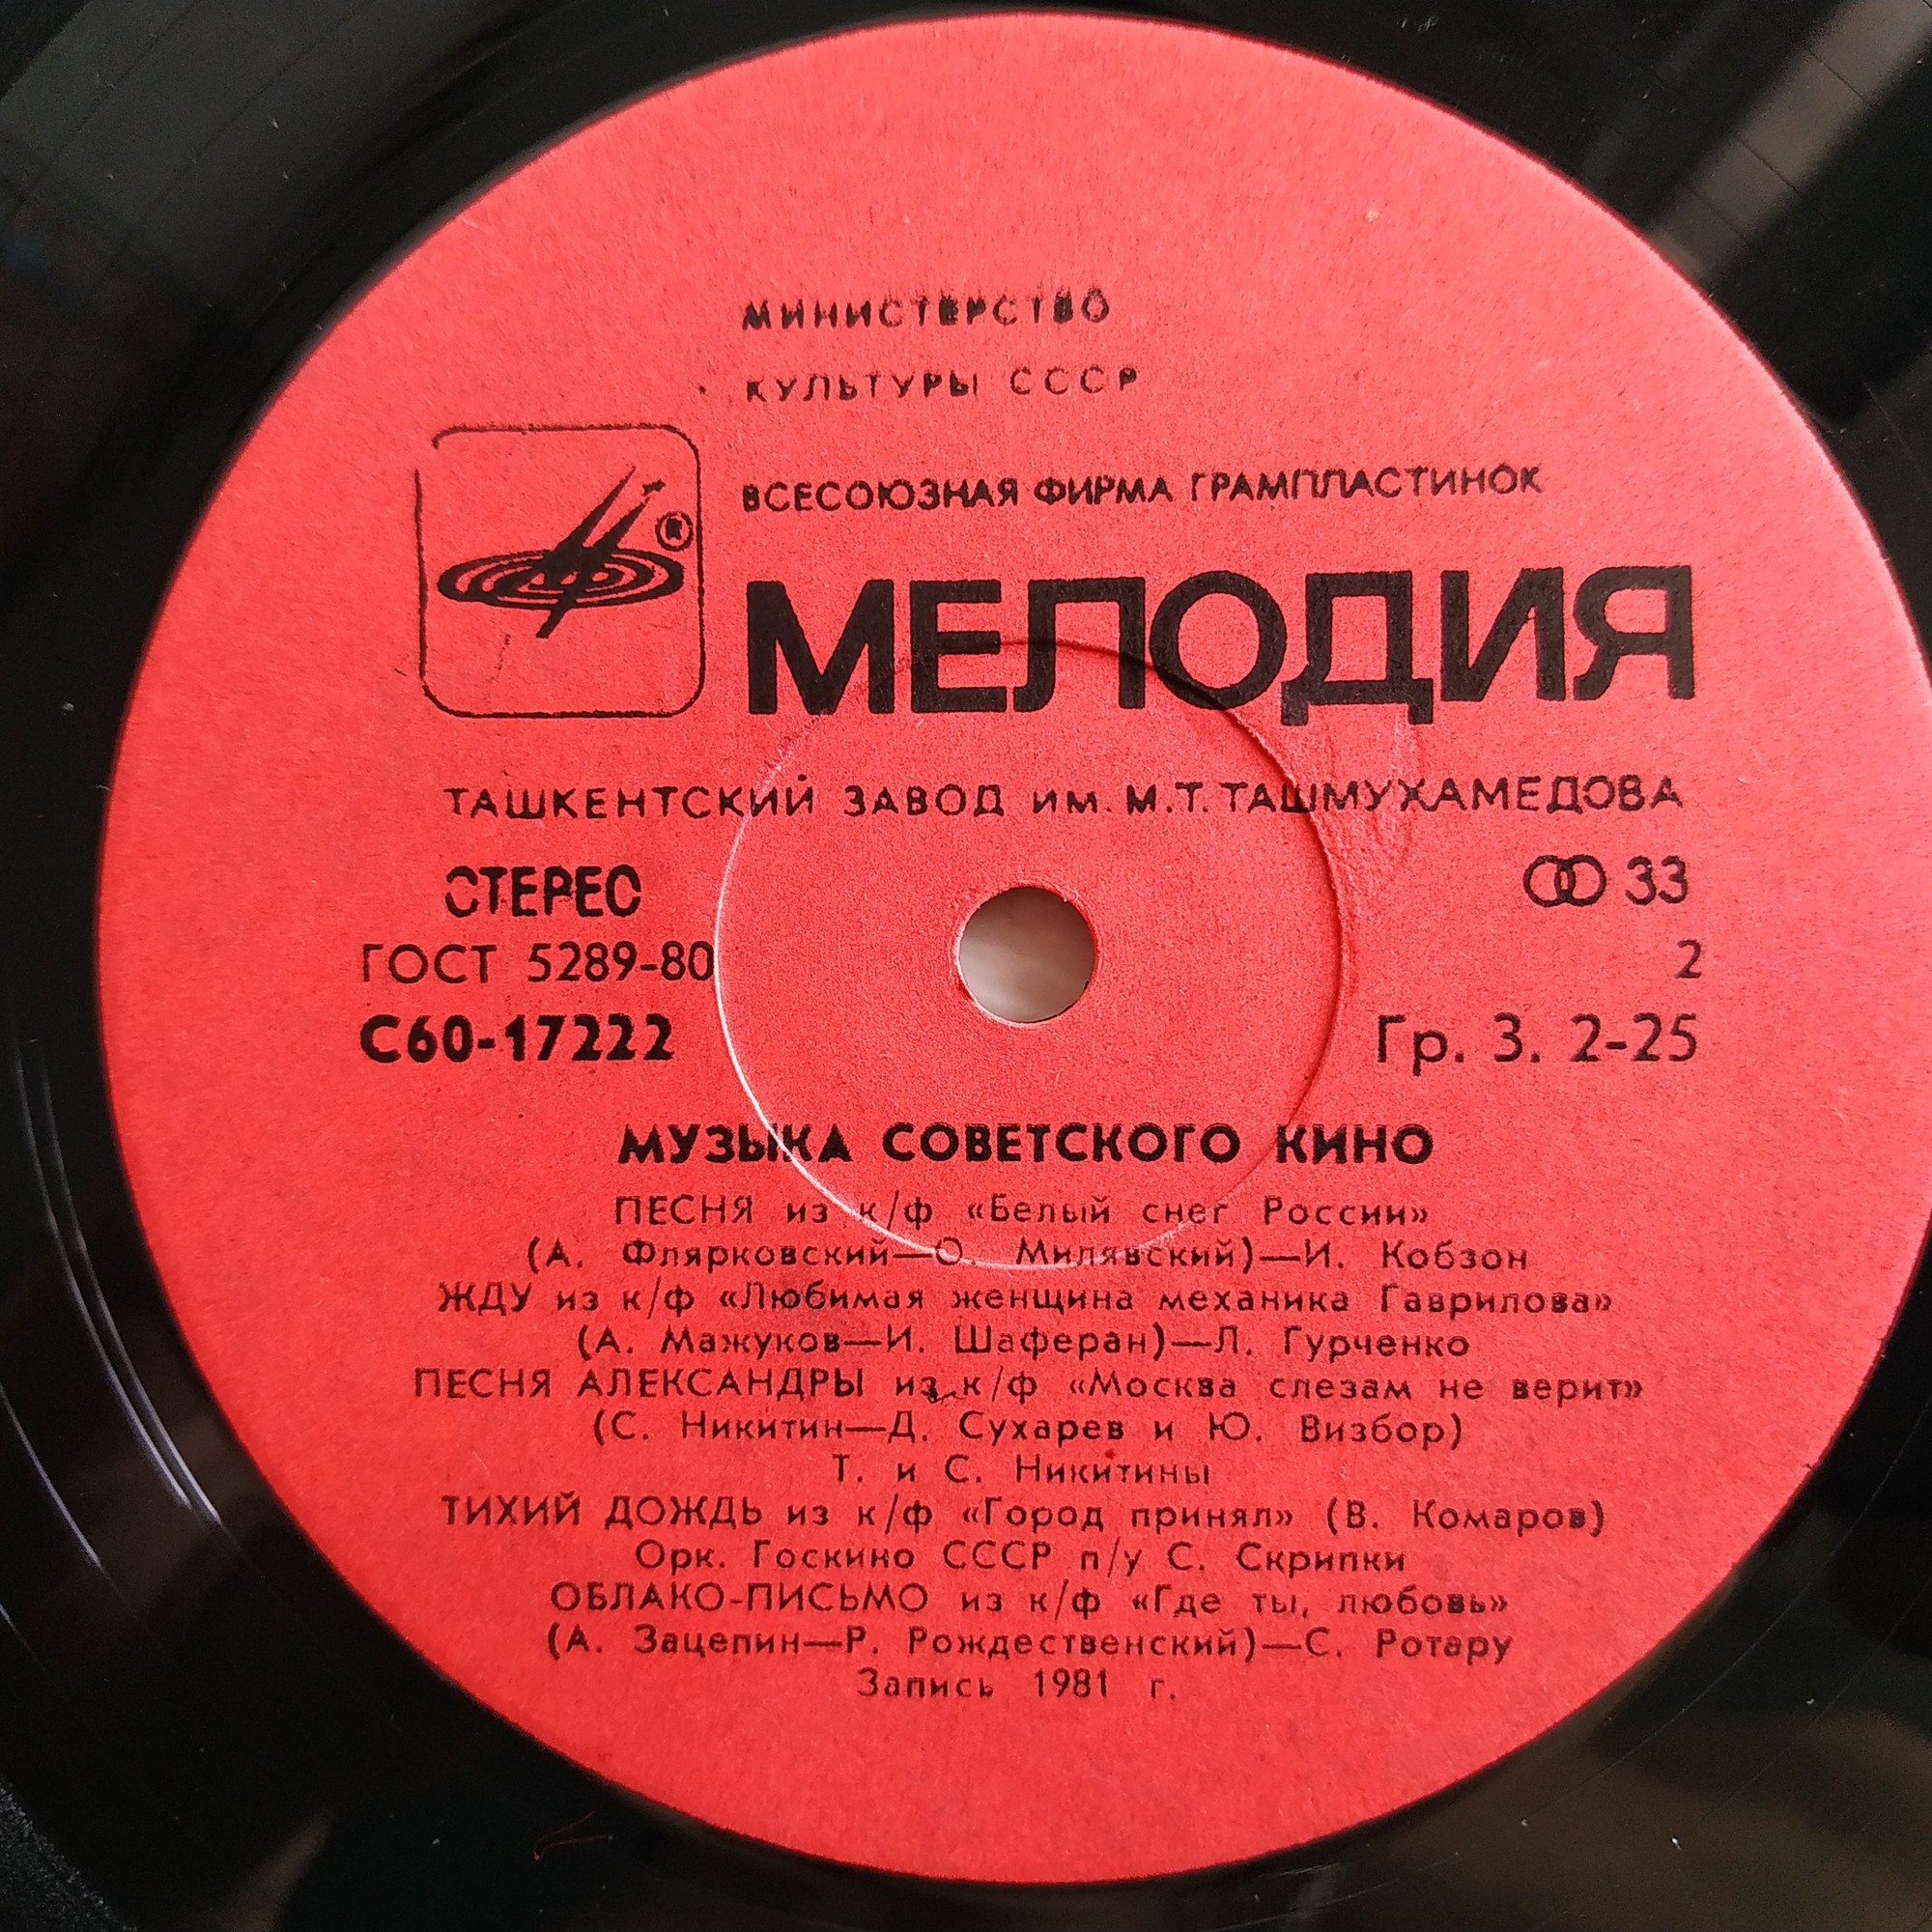 МИНИСТЕРСТВО
КУЛЬТУРЫ СССР
ВСЕСОЮЗНАЯ ФИРМА ГРАМПЛАСТИНОК
®
МЕЛОДИЯ
ТАШКЕНТСКИЙ ЗАВОД ИМ. М.Т. ТАШМУХАМЕДОВА
СТЕРЕО 33
ГОСТ 5289-80 2
С60-17222 Гр. 3. 2-25
МУЗЫКА СОВЕТСКОГО КИНО
ПЕСНЯ из к/ф «Белый снег России»
(А. Флярковский—О. Милявский)—И. Кобзон
ЖДУ из к/ф «Любимая женщина механика Гаврилова»
(А. Мажуков—И. Шаферан)—Л. Гурченко
ПЕСНЯ АЛЕКСАНДРЫ из к/ф «Москва слезам не верит»
(С. Никитин—Д. Сухарев и Ю. Визбор)
Т. и С. Никитины
ТИХИЙ ДОЖДЬ из к/ф «Город принял» (В. Комаров)
Орк. Госкино СССР п/у С. Скрипки
ОБЛАКО-ПИСЬМО из к/ф «Где ты, любовь»
(А. Зацепин—Р. Рождественский)—С. Ротару
Запись 1981 г.